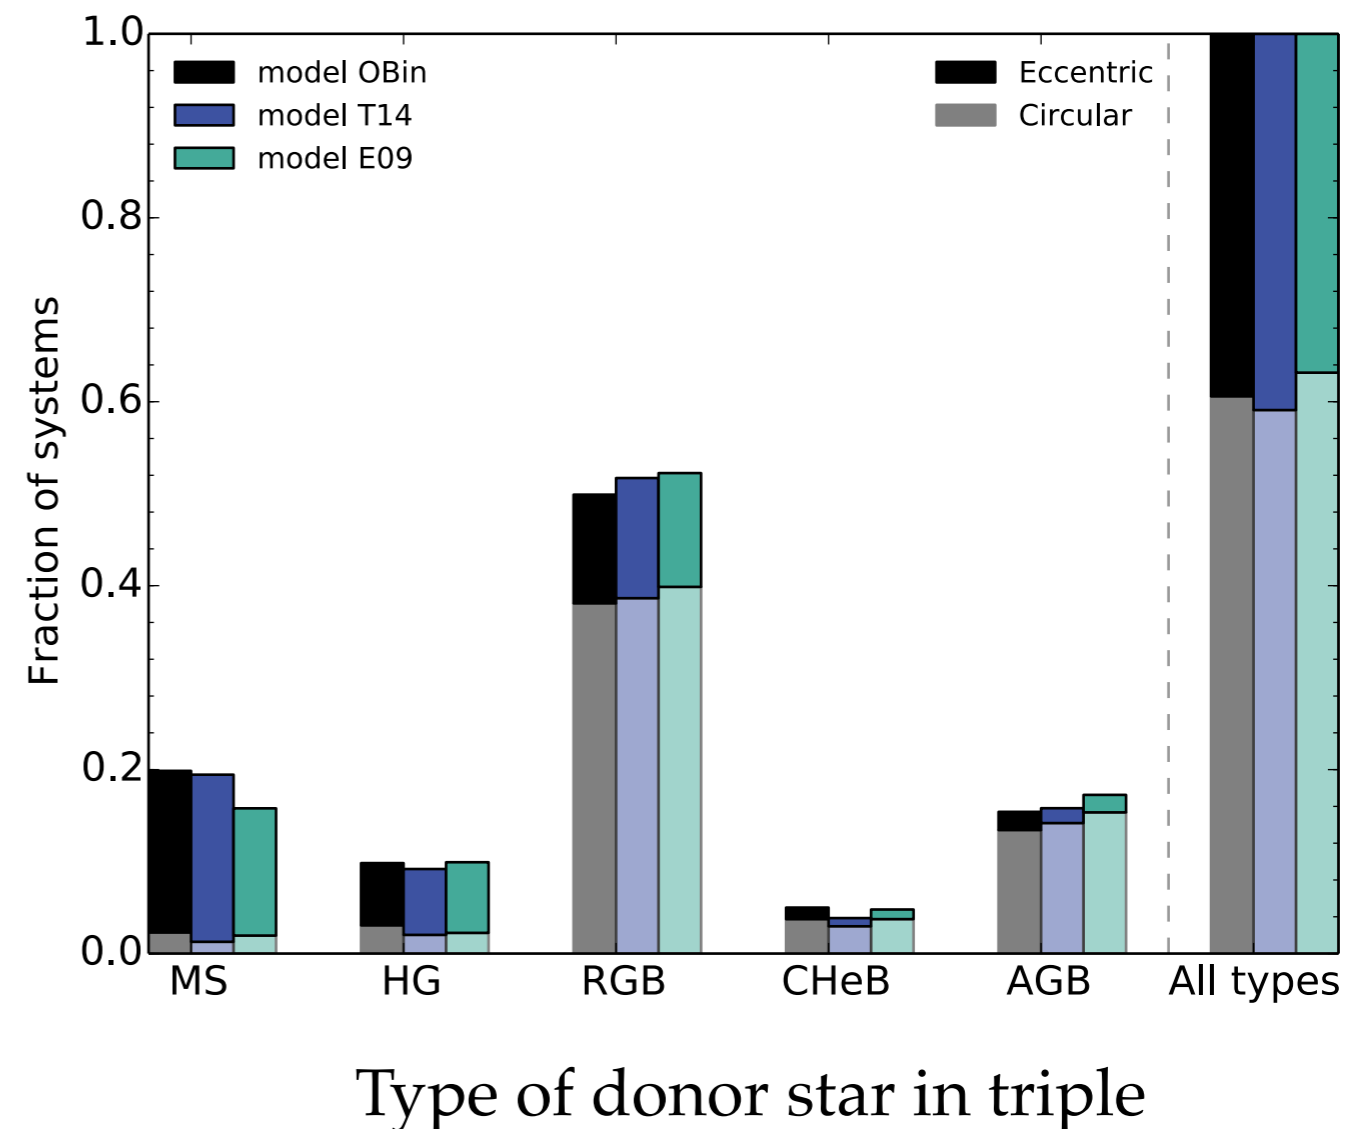 1.0
0.8
0.6
0.4
0.2
0.0
Fraction of systems
model OBin
model T14
model E09
Eccentric
Circular
MS HG RGB CHeB AGB All types
Type of donor star in triple